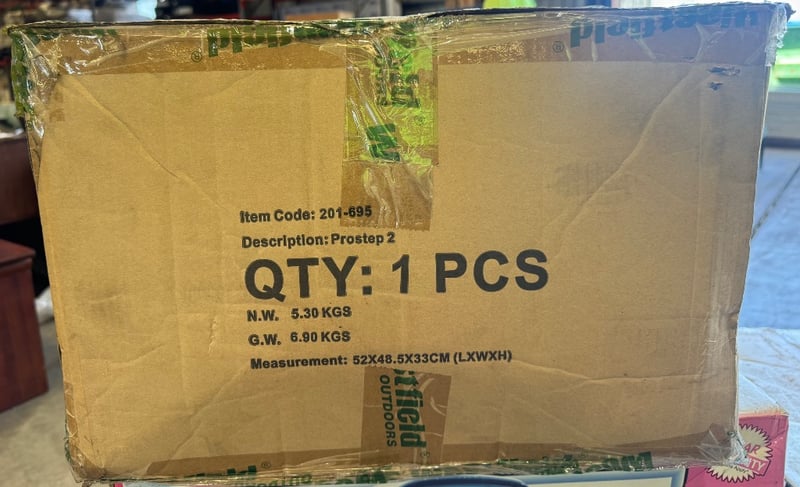 Item Code: 201-695
Description: Prostep 2
QTY: 1 PCS
N.W. 5.30 KGS
G.W. 6.90 KGS
Measurement: 52X48.5X33CM (LXWXH)
stfield
OUTDOORS